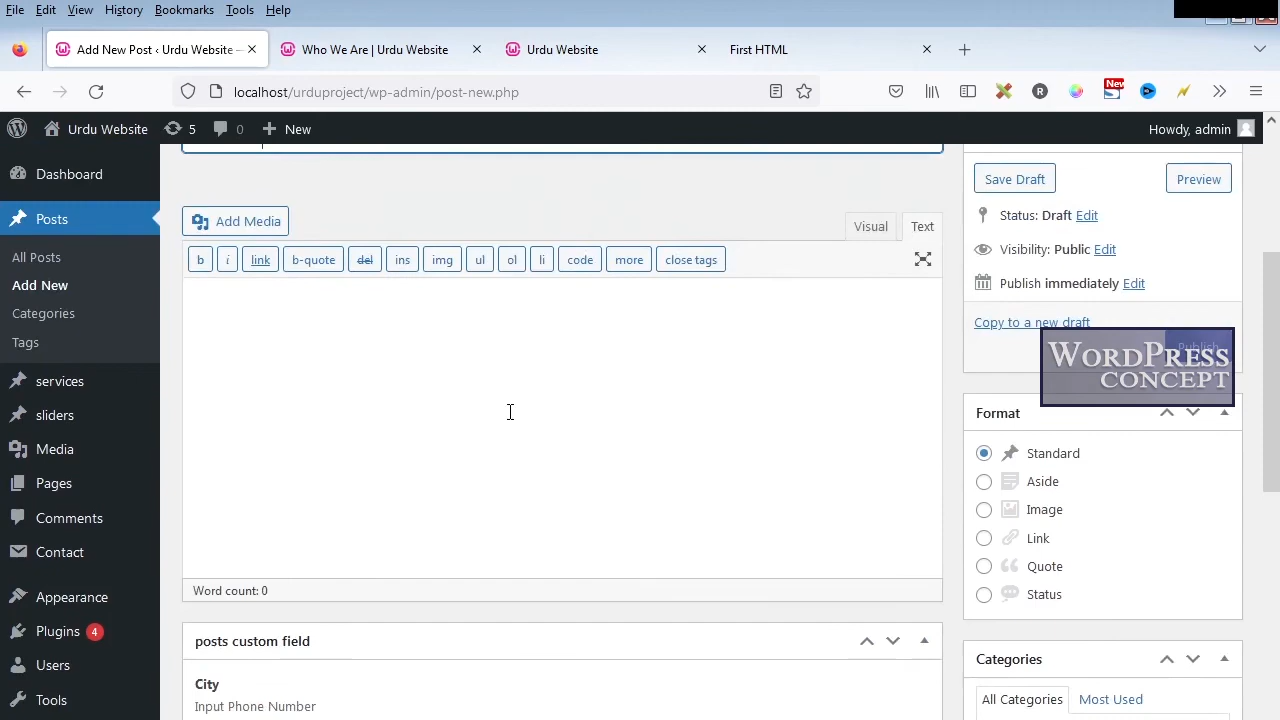 File Edit View History Bookmarks Tools Help
Add New Post ‹ Urdu Website —
Who We Are | Urdu Website
Urdu Website
First HTML
localhost/urduproject/wp-admin/post-new.php
New
Urdu Website 5 0 New
Howdy, admin
Dashboard
Posts
All Posts
Add New
Categories
Tags
services
sliders
Media
Pages
Comments
Contact
Appearance
Plugins 4
Users
Tools
Add Media
Visual Text
b i link b-quote del ins img ul ol li code more close tags
Word count: 0
posts custom field
City
Input Phone Number
Save Draft Preview
Status: Draft Edit
Visibility: Public Edit
Publish immediately Edit
Copy to a new draft
Publish
WORDPRESS
CONCEPT
Format
Standard
Aside
Image
Link
Quote
Status
Categories
All Categories Most Used